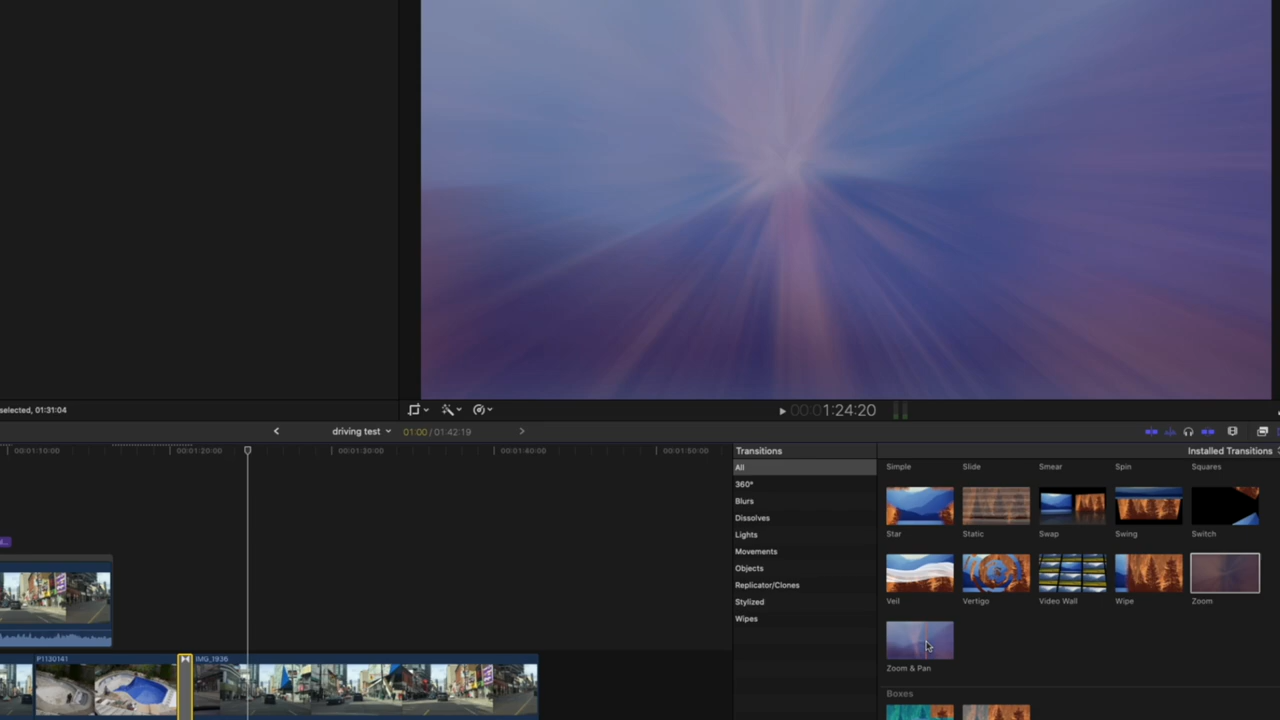 selected, 01:31:04
00:00 1:24:20
driving test
01:00 / 01:42:19
00:01:10:00
00:01:20:00
00:01:30:00
00:01:40:00
00:01:50:00
Transitions
Installed Transitions
All
360°
Blurs
Dissolves
Lights
Movements
Objects
Replicator/Clones
Stylized
Wipes
Simple
Slide
Smear
Spin
Squares
Star
Static
Swap
Swing
Switch
Veil
Vertigo
Video Wall
Wipe
Zoom
Zoom & Pan
Boxes
P1130141
IMG_1936